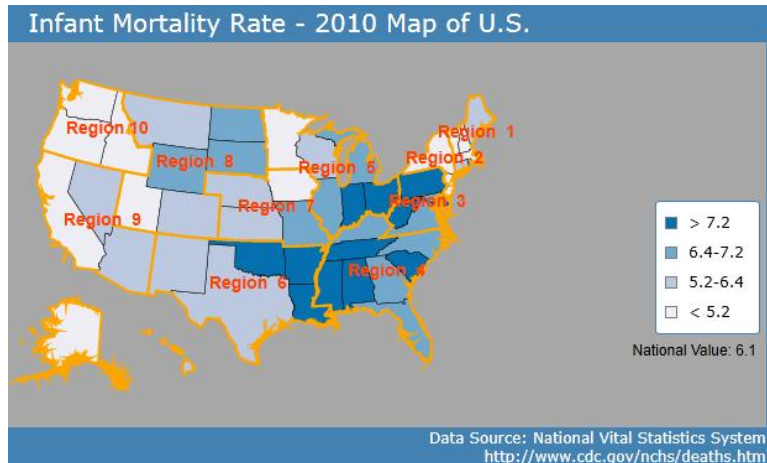 Infant Mortality Rate - 2010 Map of U.S.
Region 10
Region 1
Region 8
Region 5
Region 2
Region 7
Region 3
Region 9
Region 4
Region 6
> 7.2
6.4-7.2
5.2-6.4
< 5.2
National Value: 6.1
Data Source: National Vital Statistics System
http://www.cdc.gov/nchs/deaths.htm